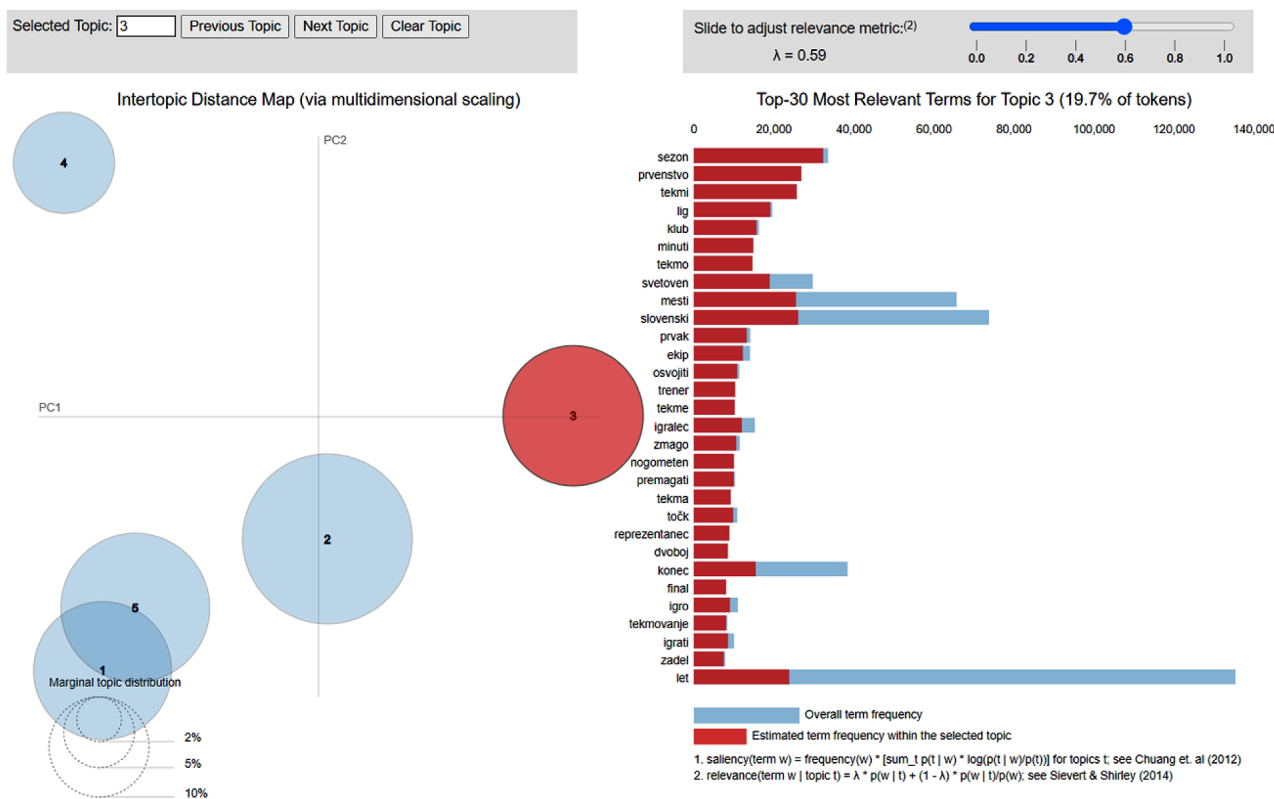 Selected Topic: 3 Previous Topic Next Topic Clear Topic
Slide to adjust relevance metric:(2)
λ = 0.59
0.0 0.2 0.4 0.6 0.8 1.0
Intertopic Distance Map (via multidimensional scaling)
PC2
PC1
4
3
2
5
1
Marginal topic distribution
2%
5%
10%
Top-30 Most Relevant Terms for Topic 3 (19.7% of tokens)
0 20,000 40,000 60,000 80,000 100,000 120,000 140,000
sezon
prvenstvo
tekmi
lig
klub
minuti
tekmo
svetoven
mesti
slovenski
prvak
ekip
osvojiti
trener
tekme
igralec
zmago
nogometen
premagati
tekma
točk
reprezentanec
dvoboj
konec
final
igro
tekmovanje
igrati
zadel
let
Overall term frequency
Estimated term frequency within the selected topic
1. saliency(term w) = frequency(w) * [sum_t p(t | w) * log(p(t | w)/p(t))] for topics t; see Chuang et. al (2012)
2. relevance(term w | topic t) = λ * p(w | t) + (1 - λ) * p(w | t)/p(w); see Sievert & Shirley (2014)